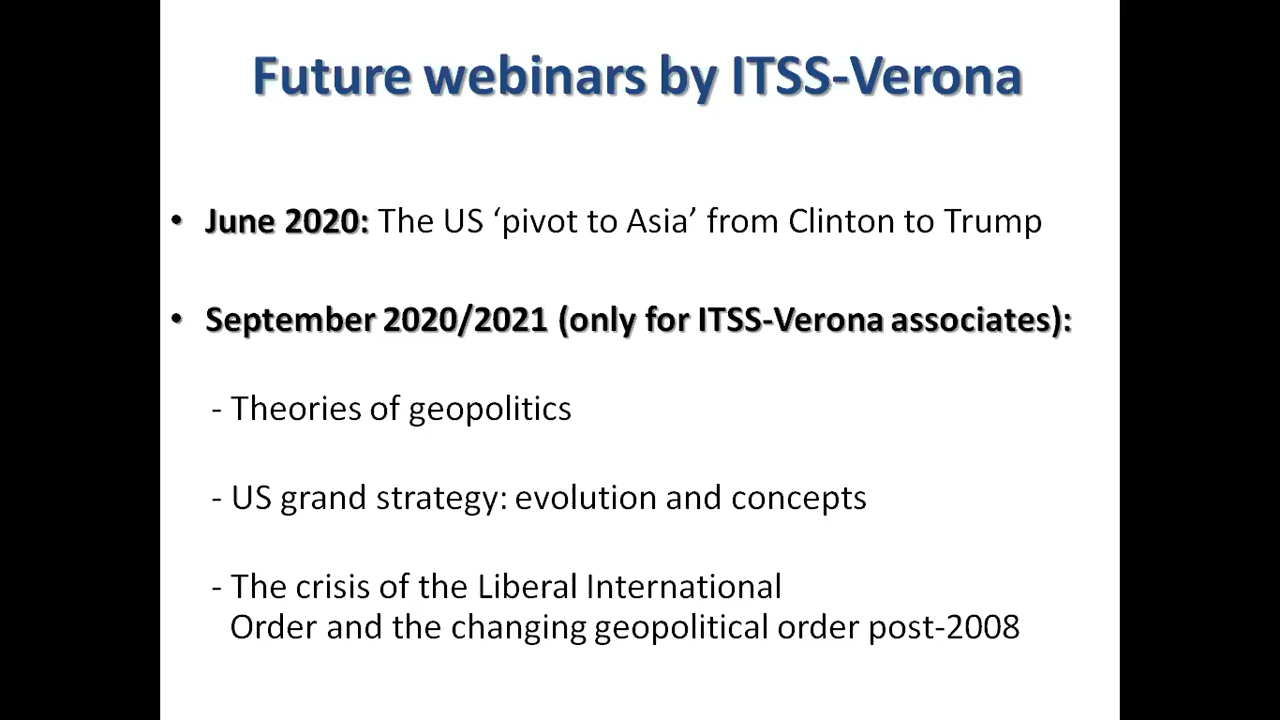 Future webinars by ITSS-Verona
• June 2020: The US ‘pivot to Asia’ from Clinton to Trump
• September 2020/2021 (only for ITSS-Verona associates):
- Theories of geopolitics
- US grand strategy: evolution and concepts
- The crisis of the Liberal International
Order and the changing geopolitical order post-2008